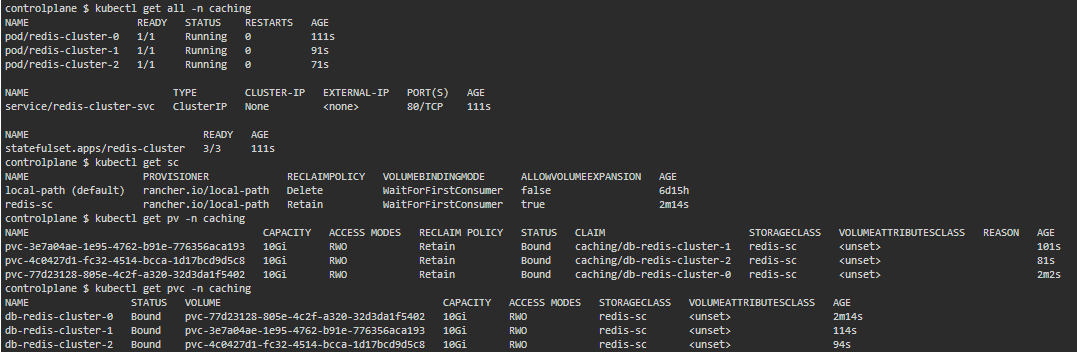 controlplane $ kubectl get all -n caching
NAME READY STATUS RESTARTS AGE
pod/redis-cluster-0 1/1 Running 0 111s
pod/redis-cluster-1 1/1 Running 0 91s
pod/redis-cluster-2 1/1 Running 0 71s
NAME TYPE CLUSTER-IP EXTERNAL-IP PORT(S) AGE
service/redis-cluster-svc ClusterIP None <none> 80/TCP 111s
NAME READY AGE
statefulset.apps/redis-cluster 3/3 111s
controlplane $ kubectl get sc
NAME PROVISIONER RECLAIMPOLICY VOLUMEBINDINGMODE ALLOWVOLUMEEXPANSION AGE
local-path (default) rancher.io/local-path Delete WaitForFirstConsumer false 6d15h
redis-sc rancher.io/local-path Retain WaitForFirstConsumer true 2m14s
controlplane $ kubectl get pv -n caching
NAME CAPACITY ACCESS MODES RECLAIM POLICY STATUS CLAIM STORAGECLASS VOLUMEATTRIBUTESCLASS REASON AGE
pvc-3e7a04ae-1e95-4762-b91e-776356aca193 10Gi RWO Retain Bound caching/db-redis-cluster-1 redis-sc <unset> 101s
pvc-4c0427d1-fc32-4514-bcca-1d17bcd9d5c8 10Gi RWO Retain Bound caching/db-redis-cluster-2 redis-sc <unset> 81s
pvc-77d23128-805e-4c2f-a320-32d3da1f5402 10Gi RWO Retain Bound caching/db-redis-cluster-0 redis-sc <unset> 2m2s
controlplane $ kubectl get pvc -n caching
NAME STATUS VOLUME CAPACITY ACCESS MODES STORAGECLASS VOLUMEATTRIBUTESCLASS AGE
db-redis-cluster-0 Bound pvc-77d23128-805e-4c2f-a320-32d3da1f5402 10Gi RWO redis-sc <unset> 2m14s
db-redis-cluster-1 Bound pvc-3e7a04ae-1e95-4762-b91e-776356aca193 10Gi RWO redis-sc <unset> 114s
db-redis-cluster-2 Bound pvc-4c0427d1-fc32-4514-bcca-1d17bcd9d5c8 10Gi RWO redis-sc <unset> 94s